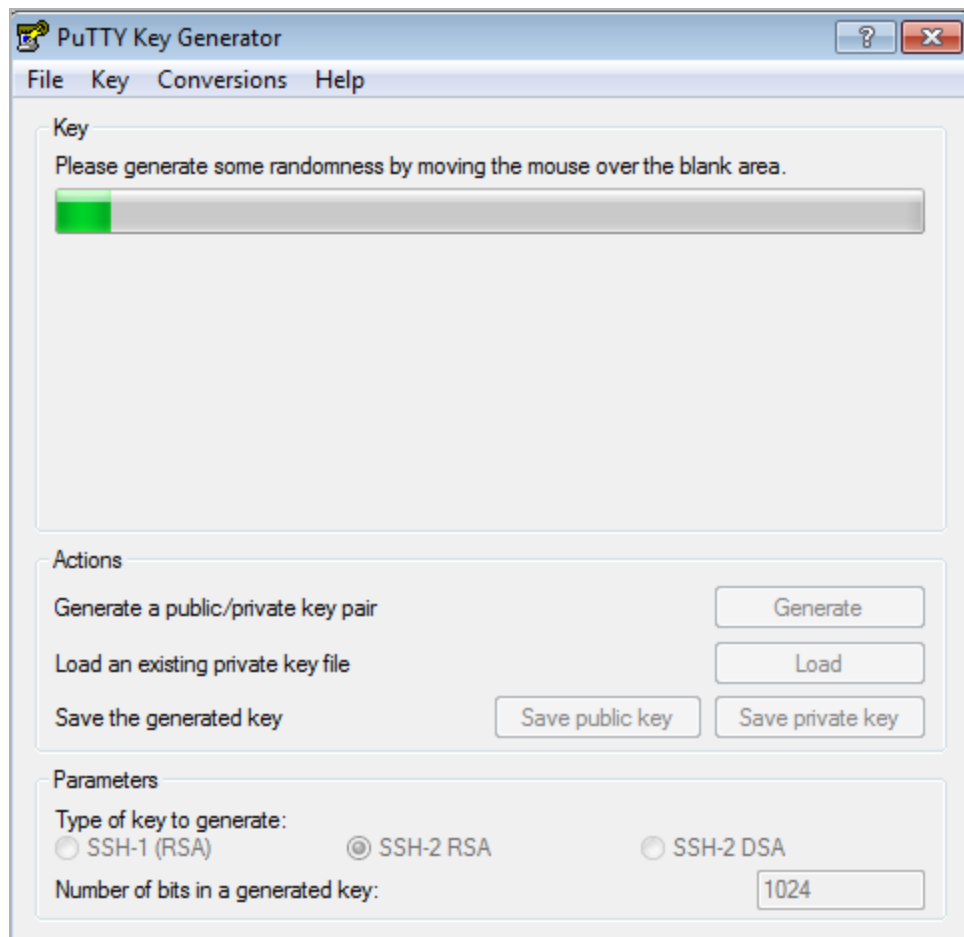 PuTTY Key Generator
File Key Conversions Help
Key
Please generate some randomness by moving the mouse over the blank area.
Actions
Generate a public/private key pair Generate
Load an existing private key file Load
Save the generated key Save public key Save private key
Parameters
Type of key to generate:
SSH-1 (RSA) SSH-2 RSA SSH-2 DSA
Number of bits in a generated key: 1024